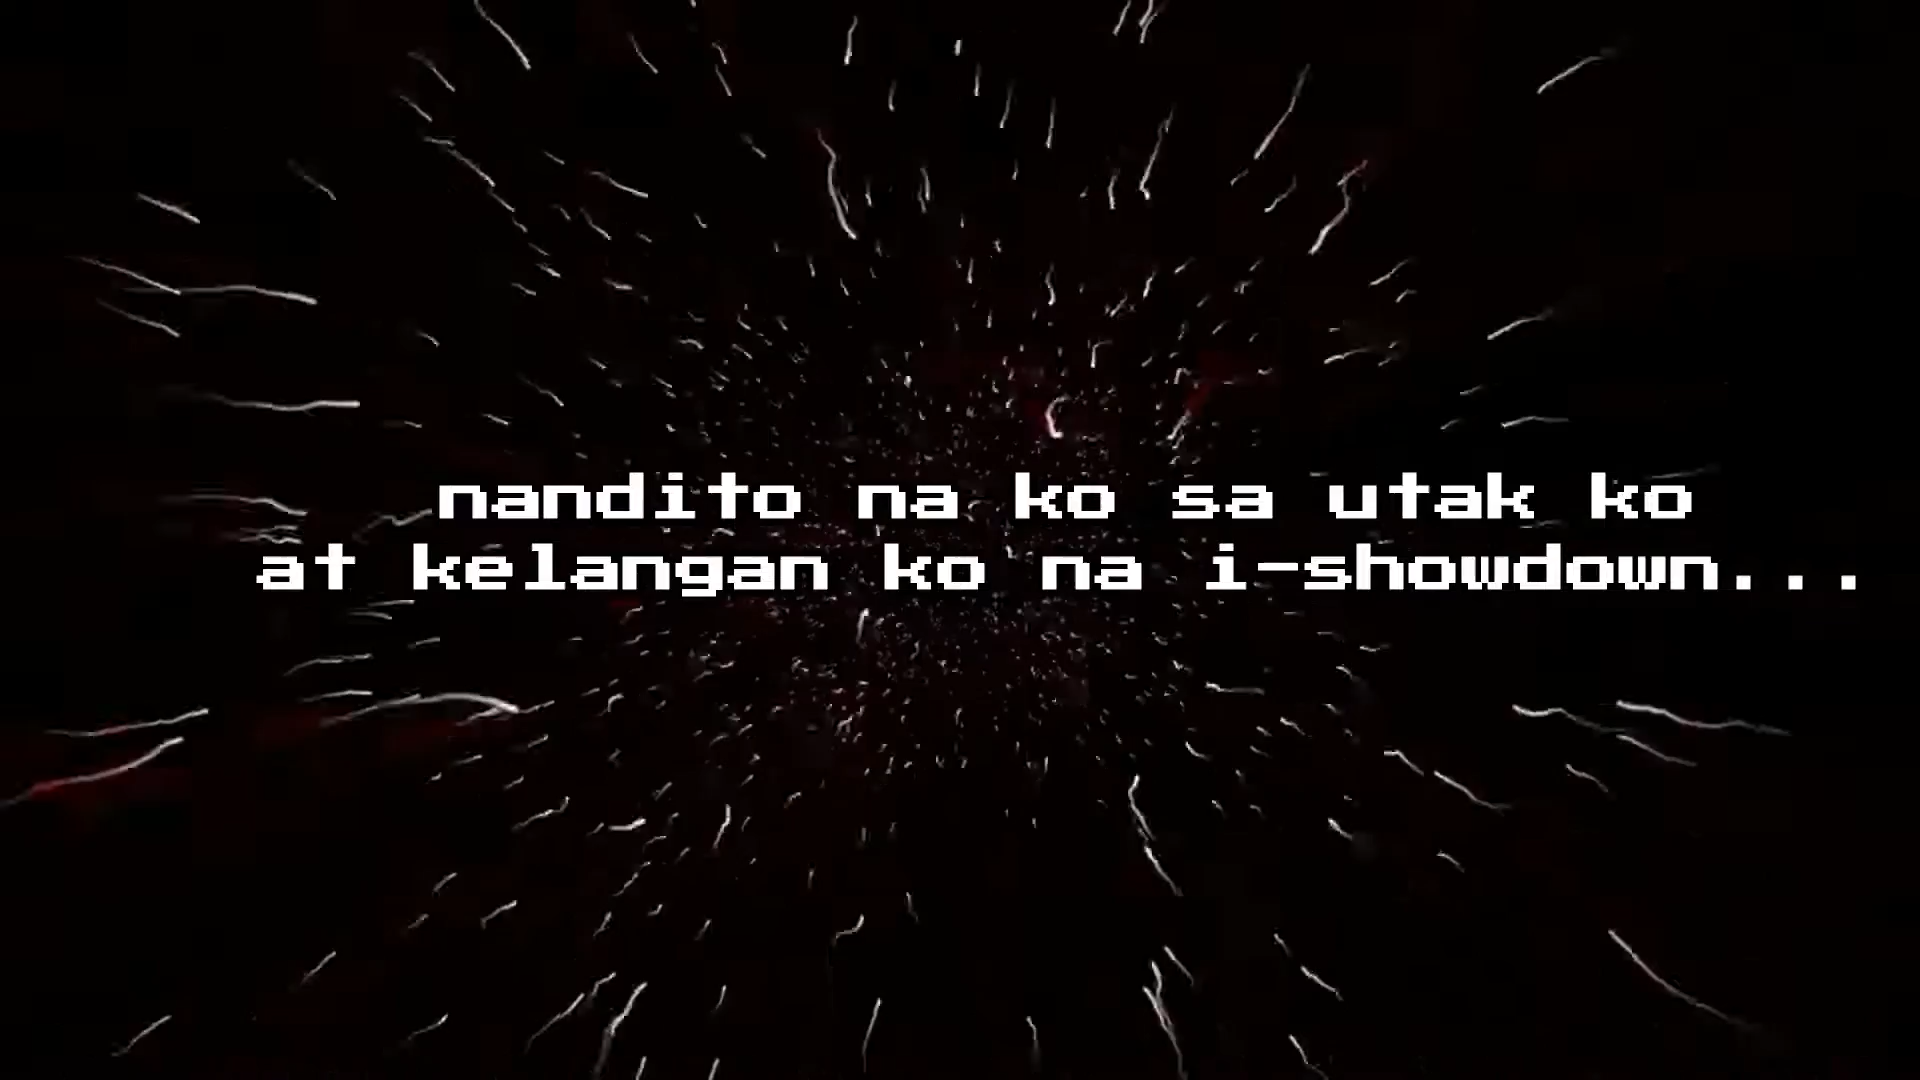 nandito na ko sa utak ko
at kelangan ko na i-showdown...